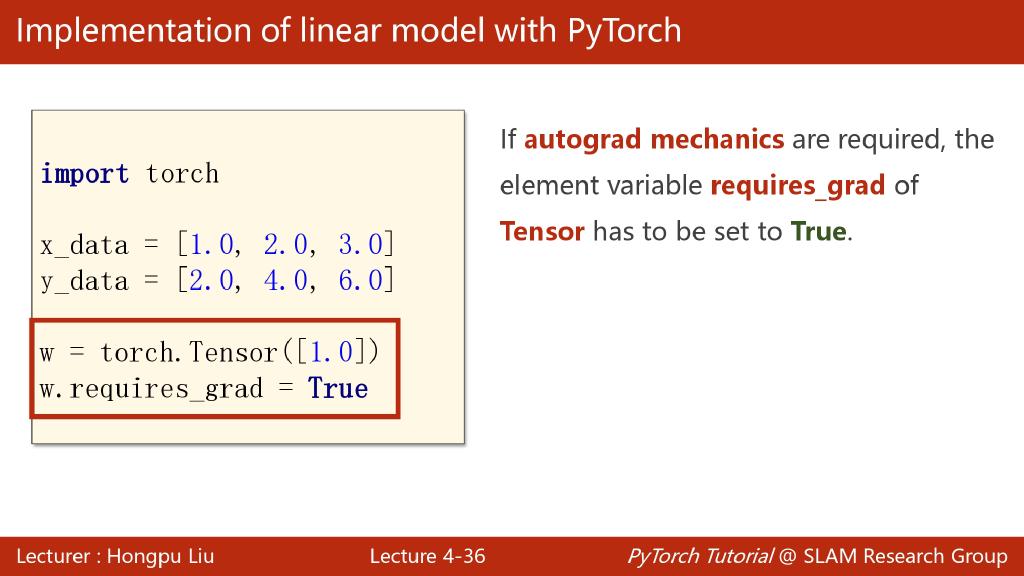 Implementation of linear model with PyTorch
import torch
x_data = [1.0, 2.0, 3.0]
y_data = [2.0, 4.0, 6.0]
w = torch.Tensor([1.0])
w.requires_grad = True
If autograd mechanics are required, the
element variable requires_grad of
Tensor has to be set to True.
Lecturer : Hongpu Liu
Lecture 4-36
PyTorch Tutorial @ SLAM Research Group